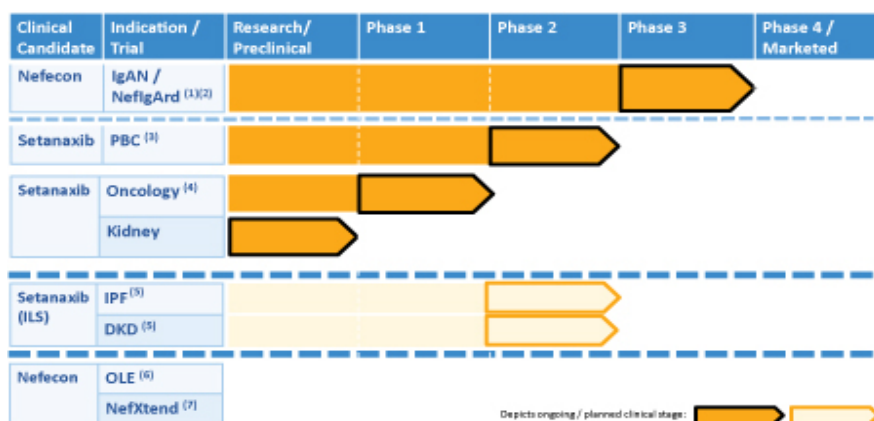 Clinical Candidate
Indication / Trial
Research/ Preclinical
Phase 1
Phase 2
Phase 3
Phase 4 / Marketed
Nefecon
IgAN / NefIgArd (1)(2)
Setanaxib
PBC (3)
Setanaxib
Oncology (4)
Kidney
Setanaxib (ILS)
IPF (5)
DKD (5)
Nefecon
OLE (6)
NefXtend (7)
Depicts ongoing / planned clinical stage: